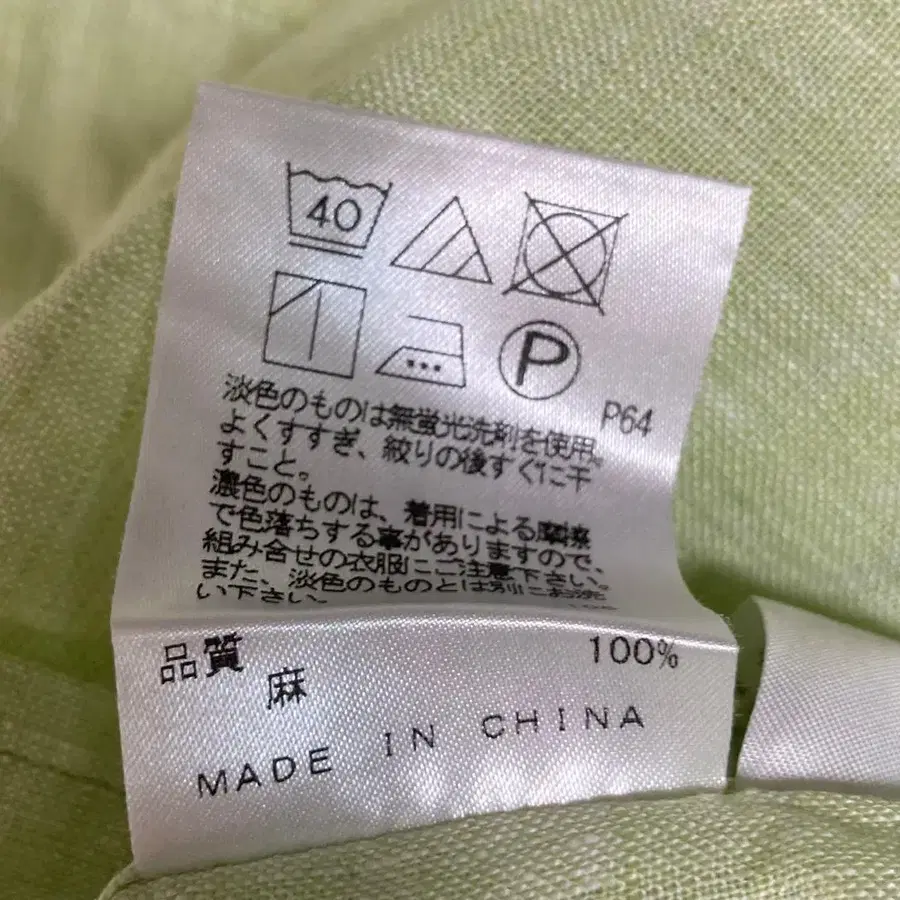 40
P
P64
淡色のものは無蛍光洗剤を使用。
よくすすぎ、絞りの後すぐに干
すこと。
濃色のものは、着用による摩擦
で色落ちする事がありますので、
組み合せの衣服にご注意下さい。
また、淡色のものとは別にお洗
い下さい。
品質
麻 100%
MADE IN CHINA